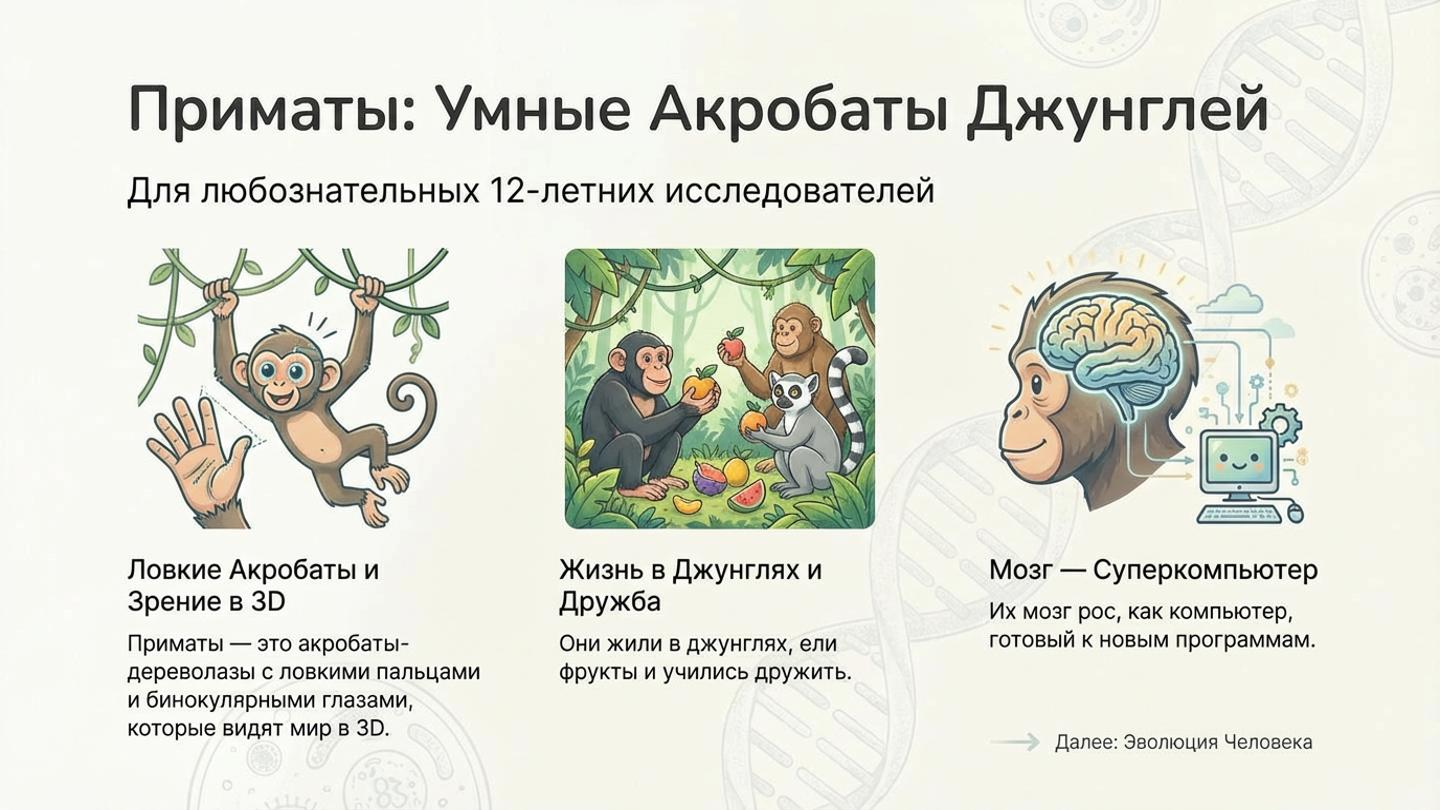 Приматы: Умные Акробаты Джунглей
Для любознательных 12-летних исследователей
Ловкие Акробаты и
Зрение в 3D
Приматы — это акробаты-
дереволазы с ловкими пальцами
и бинокулярными глазами,
которые видят мир в 3D.
Жизнь в Джунглях и
Дружба
Они жили в джунглях, ели
фрукты и учились дружить.
Мозг — Суперкомпьютер
Их мозг рос, как компьютер,
готовый к новым программам.
Далее: Эволюция Человека